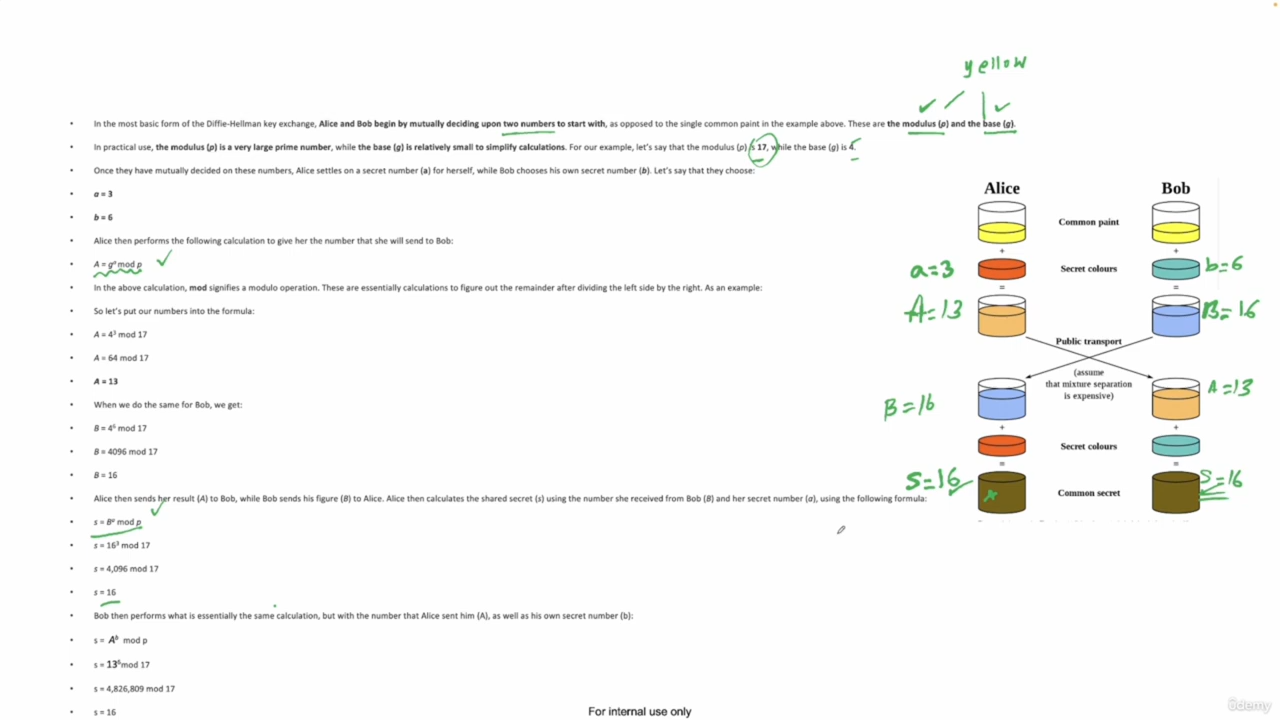 yellow
• In the most basic form of the Diffie-Hellman key exchange, Alice and Bob begin by mutually deciding upon two numbers to start with, as opposed to the single common paint in the example above. These are the modulus (p) and the base (g).
• In practical use, the modulus (p) is a very large prime number, while the base (g) is relatively small to simplify calculations. For our example, let's say that the modulus (p) is 17, while the base (g) is 4.
• Once they have mutually decided on these numbers, Alice settles on a secret number (a) for herself, while Bob chooses his own secret number (b). Let's say that they choose:
• a = 3
• b = 6
• Alice then performs the following calculation to give her the number that she will send to Bob:
• A = gᵃ mod p
• In the above calculation, mod signifies a modulo operation. These are essentially calculations to figure out the remainder after dividing the left side by the right. As an example:
• So let's put our numbers into the formula:
• A = 4³ mod 17
• A = 64 mod 17
• A = 13
• When we do the same for Bob, we get:
• B = 4⁶ mod 17
• B = 4096 mod 17
• B = 16
• Alice then sends her result (A) to Bob, while Bob sends his figure (B) to Alice. Alice then calculates the shared secret (s) using the number she received from Bob (B) and her secret number (a), using the following formula:
• s = Bᵃ mod p
• s = 16³ mod 17
• s = 4,096 mod 17
• s = 16
• Bob then performs what is essentially the same calculation, but with the number that Alice sent him (A), as well as his own secret number (b):
• s = Aᵇ mod p
• s = 13⁶ mod 17
• s = 4,826,809 mod 17
• s = 16
Alice Bob
Common paint
+ +
a=3 Secret colours b=6
= =
A=13 B=16
Public transport
(assume
that mixture separation
is expensive)
B=16 A=13
+ +
Secret colours
= =
S=16 Common secret S=16
For internal use only
ûdemy